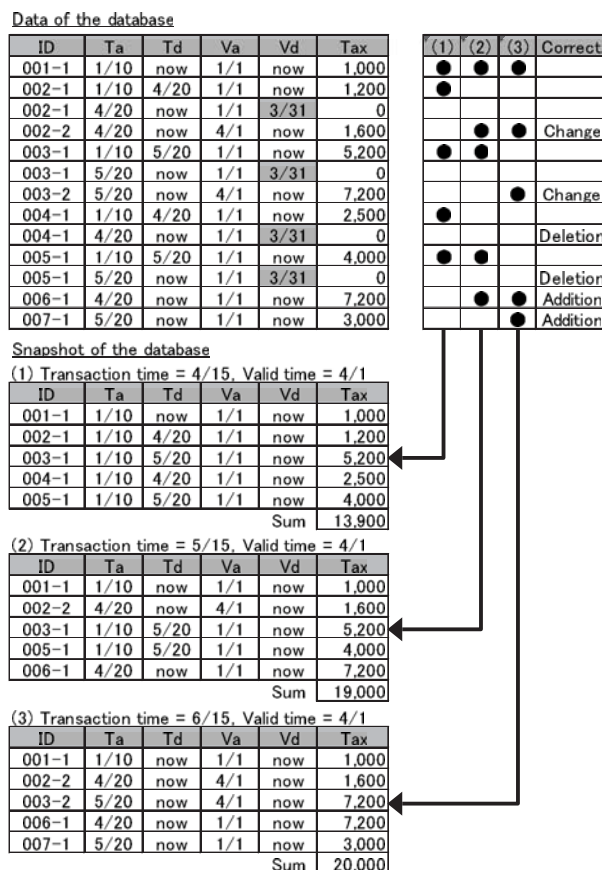 Data of the database
ID Ta Td Va Vd Tax (1) (2) (3) Correct
001-1 1/10 now 1/1 now 1,000 ● ● ●
002-1 1/10 4/20 1/1 now 1,200 ●
002-1 4/20 now 1/1 3/31 0
002-2 4/20 now 4/1 now 1,600 ● ● Change
003-1 1/10 5/20 1/1 now 5,200 ● ●
003-1 5/20 now 1/1 3/31 0
003-2 5/20 now 4/1 now 7,200 ● Change
004-1 1/10 4/20 1/1 now 2,500 ●
004-1 4/20 now 1/1 3/31 0 Deletion
005-1 1/10 5/20 1/1 now 4,000 ● ●
005-1 5/20 now 1/1 3/31 0 Deletion
006-1 4/20 now 1/1 now 7,200 ● ● Addition
007-1 5/20 now 1/1 now 3,000 ● Addition
Snapshot of the database
(1) Transaction time = 4/15, Valid time = 4/1
ID Ta Td Va Vd Tax
001-1 1/10 now 1/1 now 1,000
002-1 1/10 4/20 1/1 now 1,200
003-1 1/10 5/20 1/1 now 5,200
004-1 1/10 4/20 1/1 now 2,500
005-1 1/10 5/20 1/1 now 4,000
Sum 13,900
(2) Transaction time = 5/15, Valid time = 4/1
ID Ta Td Va Vd Tax
001-1 1/10 now 1/1 now 1,000
002-2 4/20 now 4/1 now 1,600
003-1 1/10 5/20 1/1 now 5,200
005-1 1/10 5/20 1/1 now 4,000
006-1 4/20 now 1/1 now 7,200
Sum 19,000
(3) Transaction time = 6/15, Valid time = 4/1
ID Ta Td Va Vd Tax
001-1 1/10 now 1/1 now 1,000
002-2 4/20 now 4/1 now 1,600
003-2 5/20 now 4/1 now 7,200
006-1 4/20 now 1/1 now 7,200
007-1 5/20 now 1/1 now 3,000
Sum 20,000